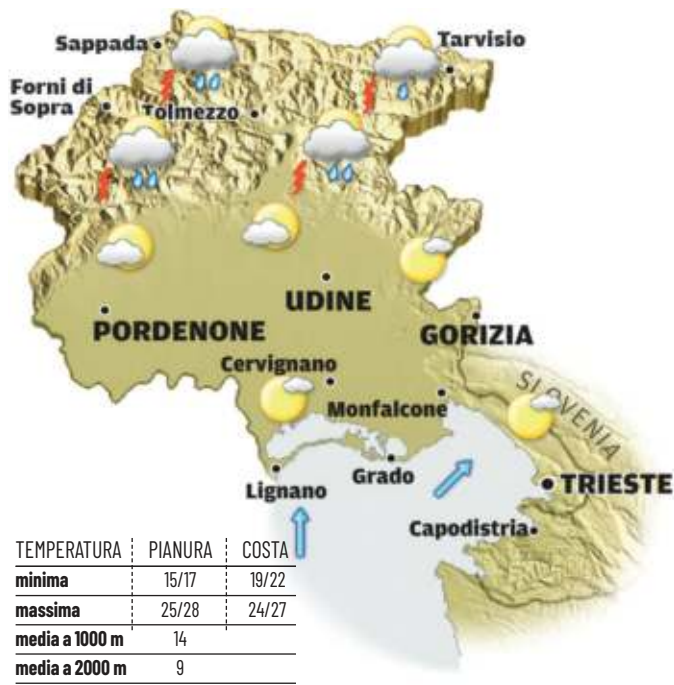 Sappada
Tarvisio
Forni di
Sopra
Tolmezzo
UDINE
PORDENONE
GORIZIA
Cervignano
SLOVENIA
Monfalcone
Grado
Lignano
TRIESTE
Capodistria
TEMPERATURA PIANURA COSTA
minima 15/17 19/22
massima 25/28 24/27
media a 1000 m 14
media a 2000 m 9